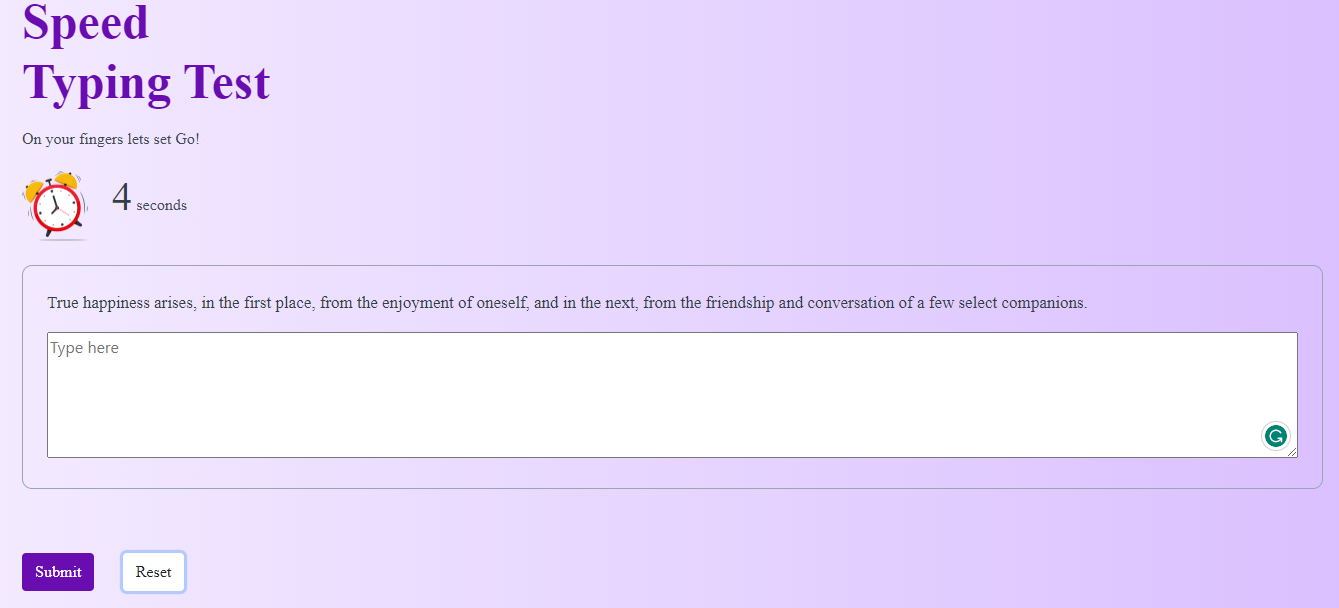 Speed
Typing Test
On your fingers lets set Go!
4 seconds
True happiness arises, in the first place, from the enjoyment of oneself, and in the next, from the friendship and conversation of a few select companions.
Type here
Submit Reset